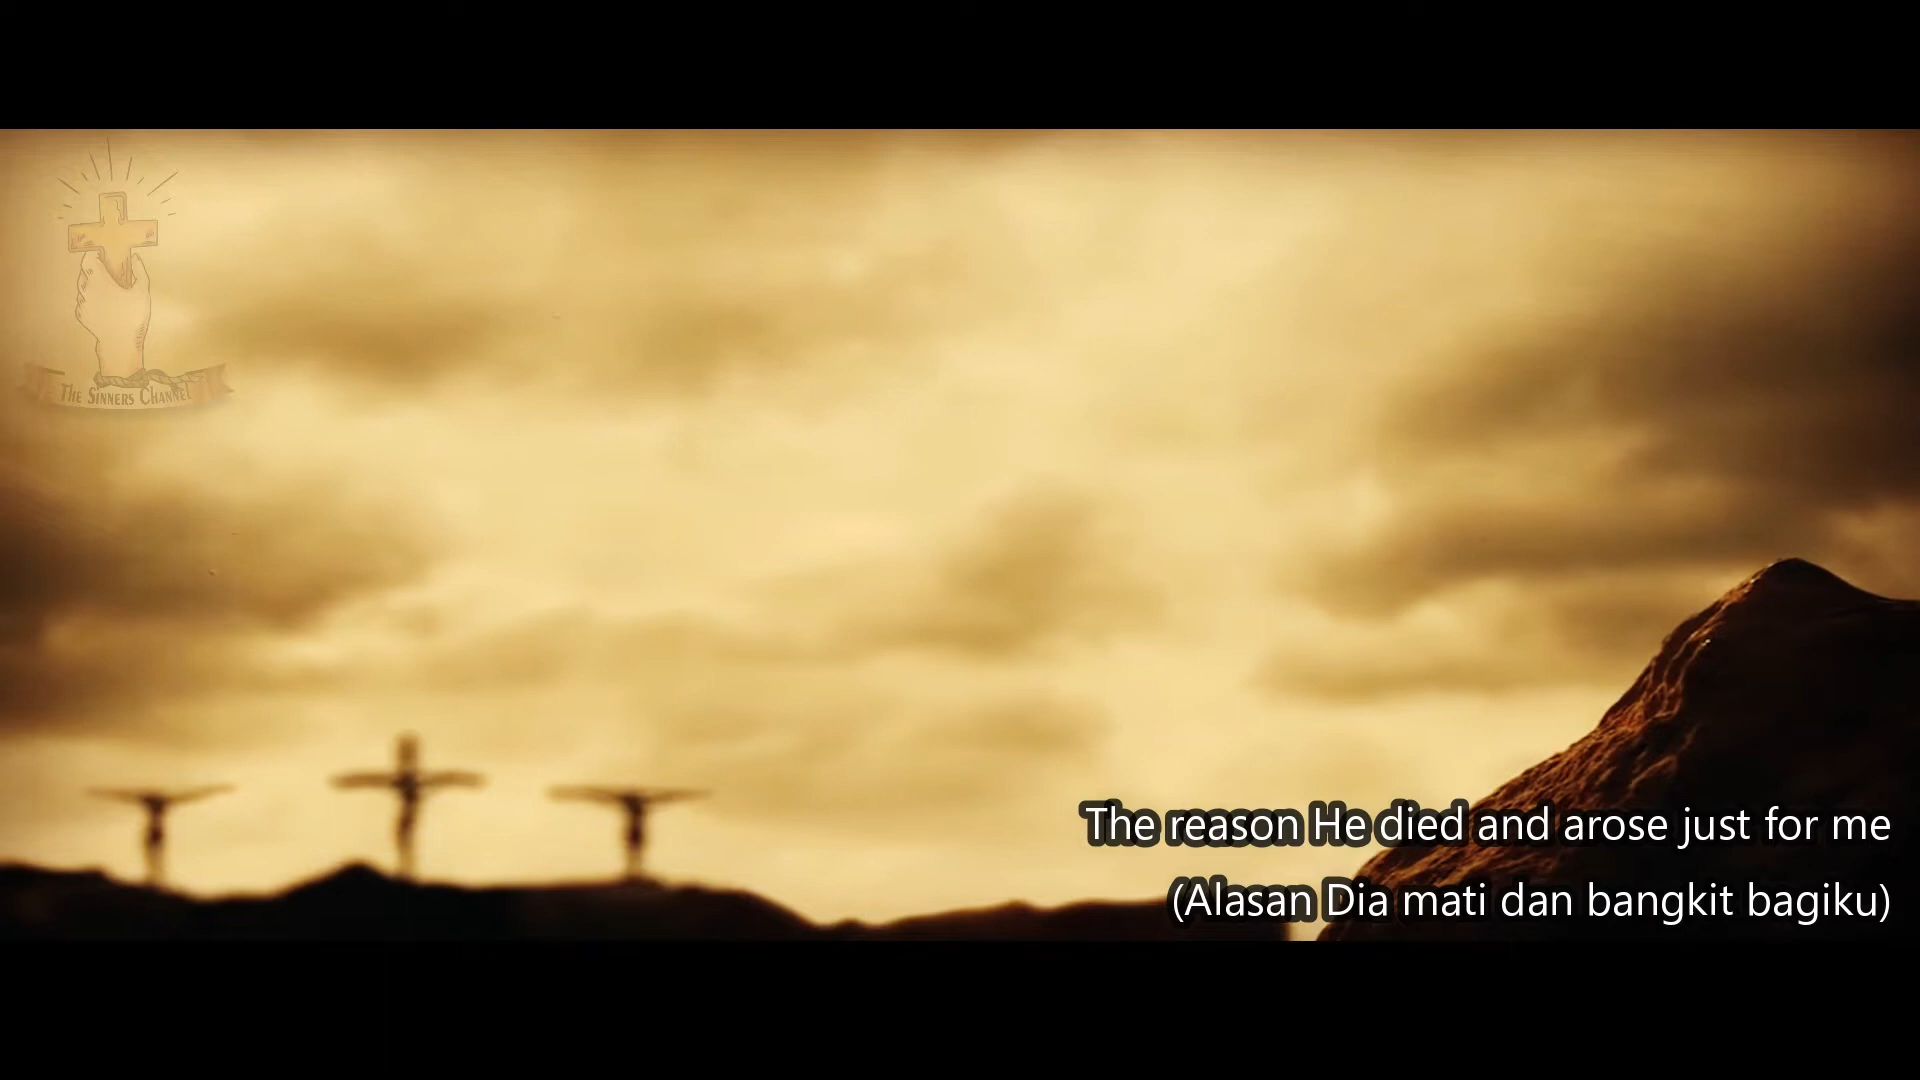 The Sinners Channel
The reason He died and arose just for me
(Alasan Dia mati dan bangkit bagiku)